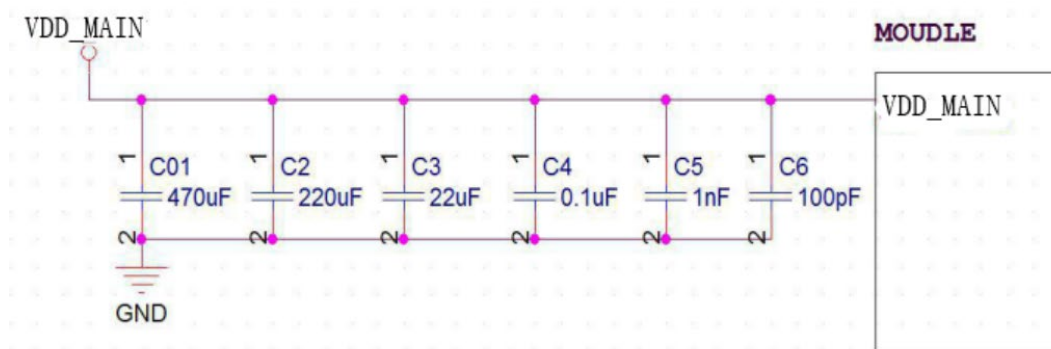 VDD_MAIN
MOUDLE
VDD_MAIN
1 C01 1 C2 1 C3 1 C4 1 C5 1 C6
470uF 220uF 22uF 0.1uF 1nF 100pF
2 2 2 2 2 2
GND